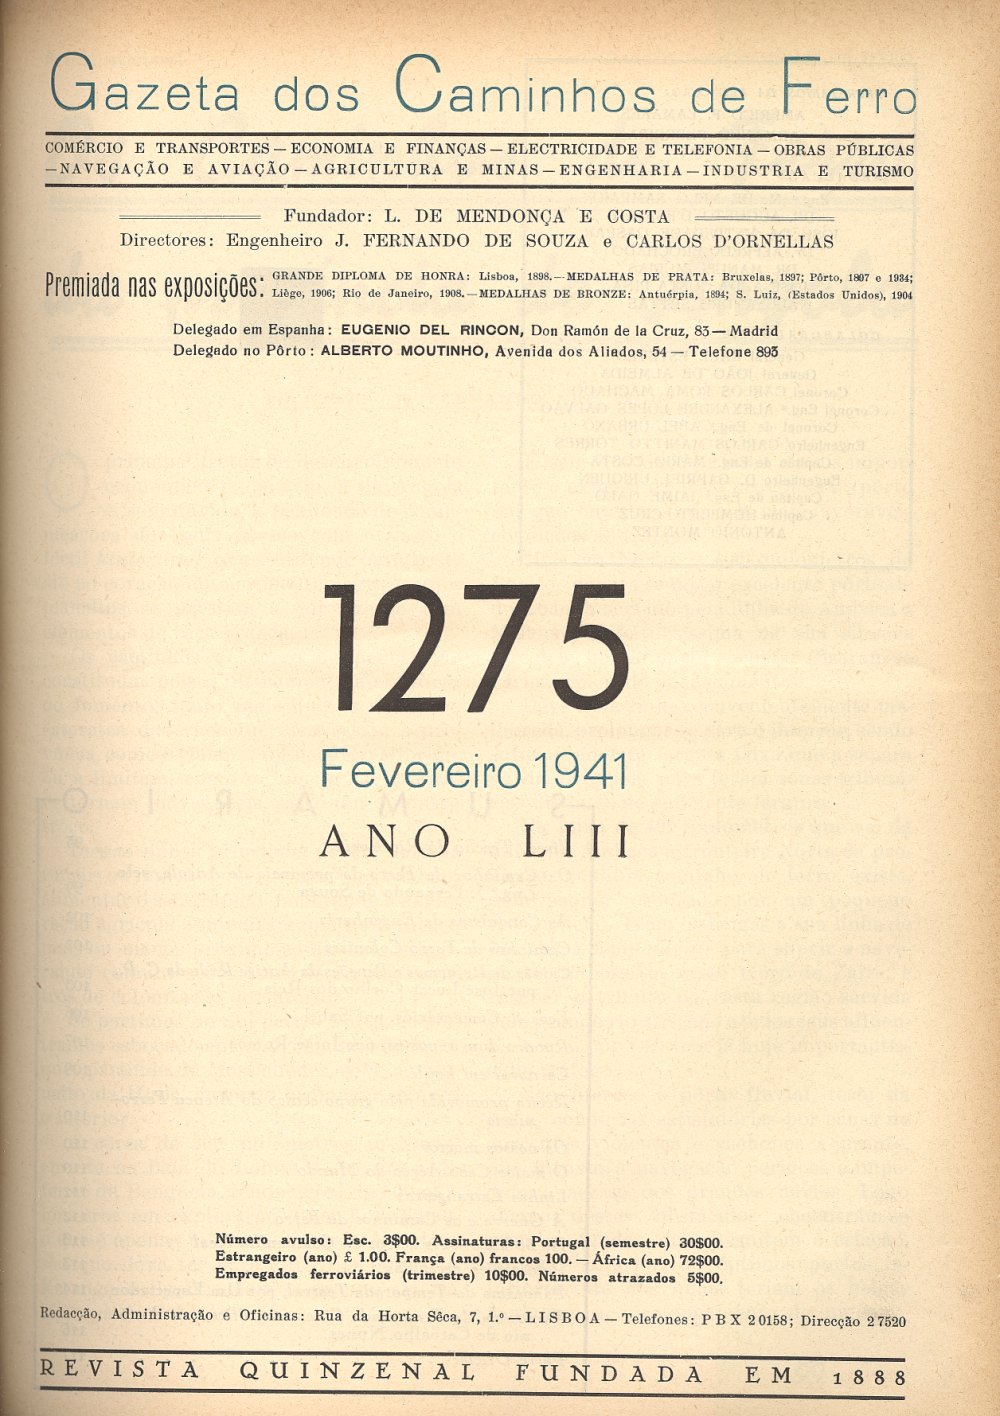 Gazeta dos Caminhos de Ferro
COMÉRCIO E TRANSPORTES — ECONOMIA E FINANÇAS — ELECTRICIDADE E TELEFONIA — OBRAS PÚBLICAS
— NAVEGAÇÃO E AVIAÇÃO — AGRICULTURA E MINAS — ENGENHARIA — INDUSTRIA E TURISMO
Fundador: L. DE MENDONÇA E COSTA
Directores: Engenheiro J. FERNANDO DE SOUZA e CARLOS D'ORNELLAS
Premiada nas exposições:
GRANDE DIPLOMA DE HONRA: Lisboa, 1898. — MEDALHAS DE PRATA: Bruxelas, 1897; Pôrto, 1897 e 1934;
Liège, 1906; Rio de Janeiro, 1908. — MEDALHAS DE BRONZE: Antuérpia, 1894; S. Luiz, (Estados Unidos), 1904
Delegado em Espanha: EUGENIO DEL RINCON, Don Ramón de la Cruz, 83 — Madrid
Delegado no Pôrto: ALBERTO MOUTINHO, Avenida dos Aliados, 54 — Telefone 893
1275
Fevereiro 1941
ANO LIII
Número avulso: Esc. 3$00. Assinaturas: Portugal (semestre) 30$00.
Estrangeiro (ano) £ 1.00. França (ano) francos 100. — África (ano) 72$00.
Empregados ferroviários (trimestre) 10$00. Números atrazados 5$00.
Redacção, Administração e Oficinas: Rua da Horta Sêca, 7, 1.º — LISBOA — Telefones: PBX 20158; Direcção 27520
REVISTA QUINZENAL FUNDADA EM 1888